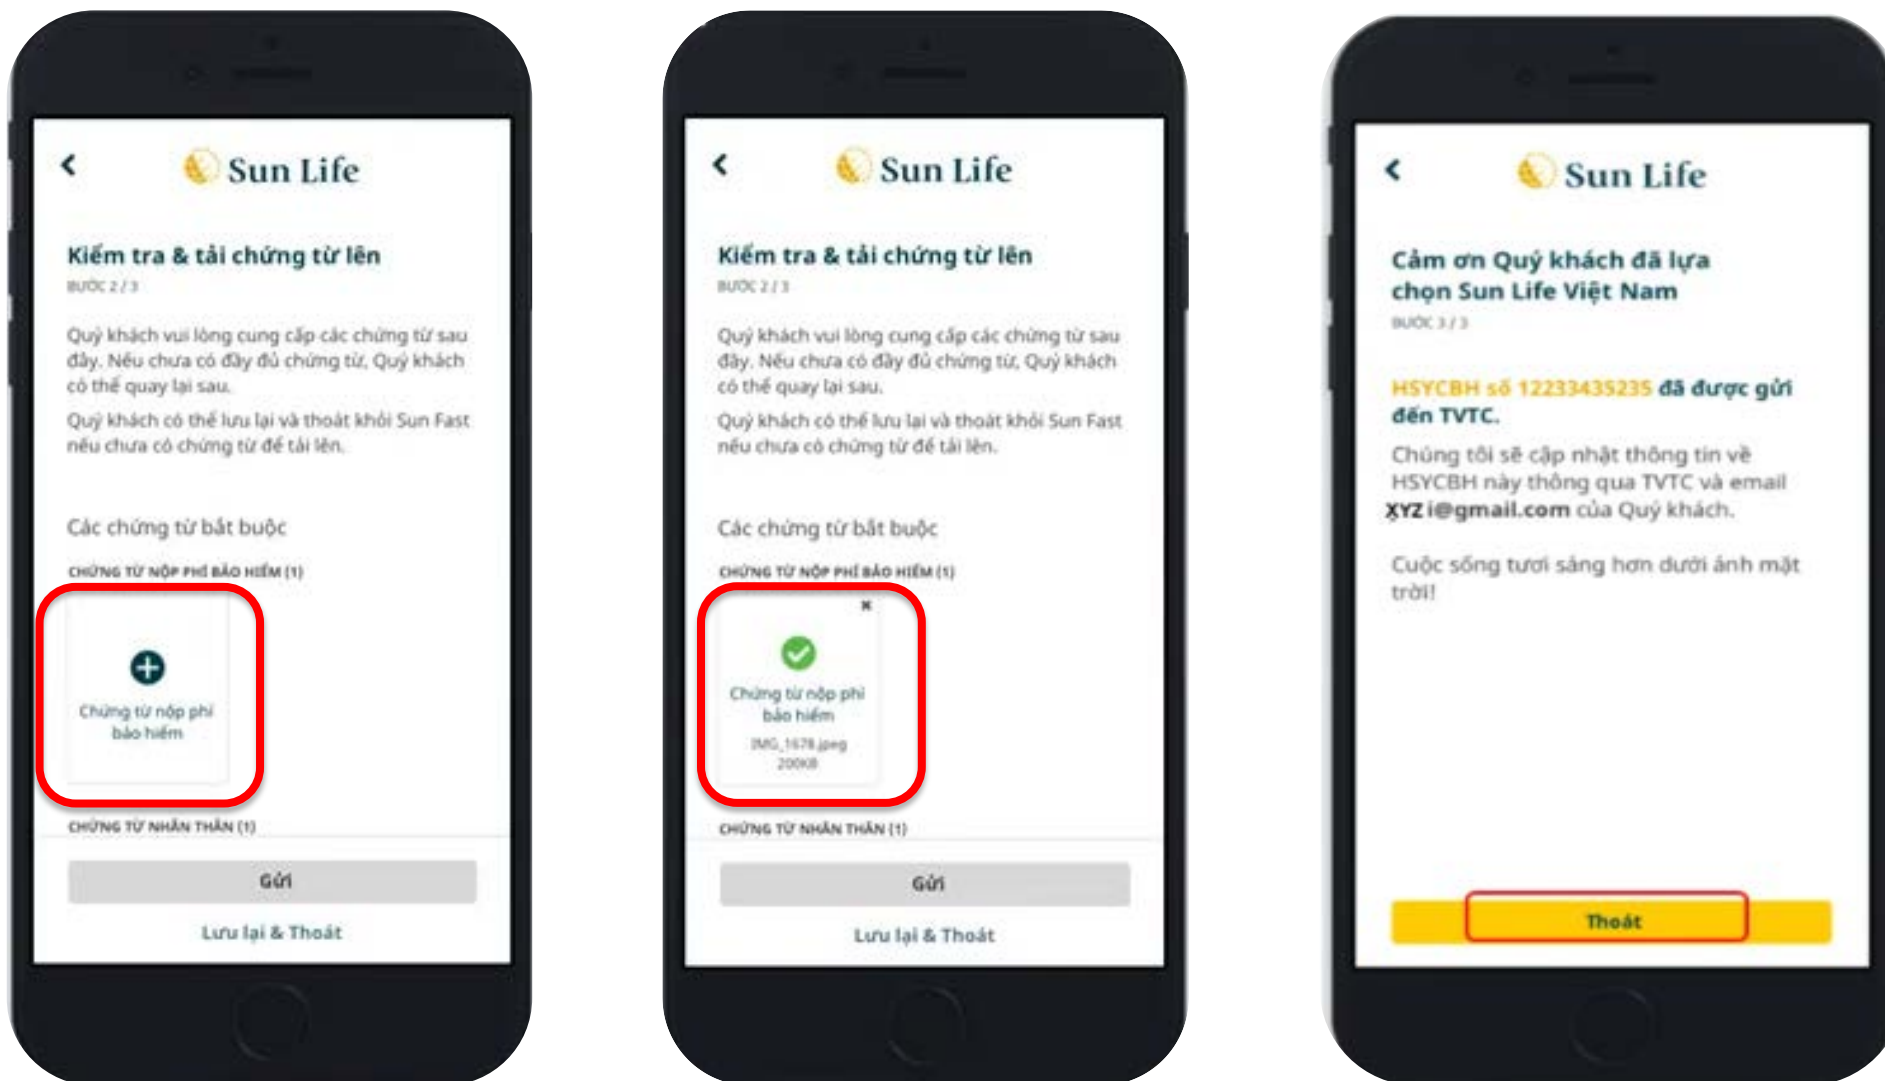 Sun Life
Kiểm tra & tải chứng từ lên
BƯỚC 2 / 3
Quý khách vui lòng cung cấp các chứng từ sau
đây. Nếu chưa có đầy đủ chứng từ, Quý khách
có thể quay lại sau.
Quý khách có thể lưu lại và thoát khỏi Sun Fast
nếu chưa có chứng từ để tải lên.
Các chứng từ bắt buộc
CHỨNG TỪ NỘP PHÍ BẢO HIỂM (1)
Chứng từ nộp phí
bảo hiểm
CHỨNG TỪ NHÂN THÂN (1)
Gửi
Lưu lại & Thoát
Sun Life
Kiểm tra & tải chứng từ lên
BƯỚC 2 / 3
Quý khách vui lòng cung cấp các chứng từ sau
đây. Nếu chưa có đầy đủ chứng từ, Quý khách
có thể quay lại sau.
Quý khách có thể lưu lại và thoát khỏi Sun Fast
nếu chưa có chứng từ để tải lên.
Các chứng từ bắt buộc
CHỨNG TỪ NỘP PHÍ BẢO HIỂM (1)
Chứng từ nộp phí
bảo hiểm
IMG_1678.jpeg
200KB
CHỨNG TỪ NHÂN THÂN (1)
Gửi
Lưu lại & Thoát
Sun Life
Cảm ơn Quý khách đã lựa
chọn Sun Life Việt Nam
BƯỚC 3 / 3
HSYCBH số 12233435235 đã được gửi
đến TVTC.
Chúng tôi sẽ cập nhật thông tin về
HSYCBH này thông qua TVTC và email
XYZ i@gmail.com của Quý khách.
Cuộc sống tươi sáng hơn dưới ánh mặt
trời!
Thoát